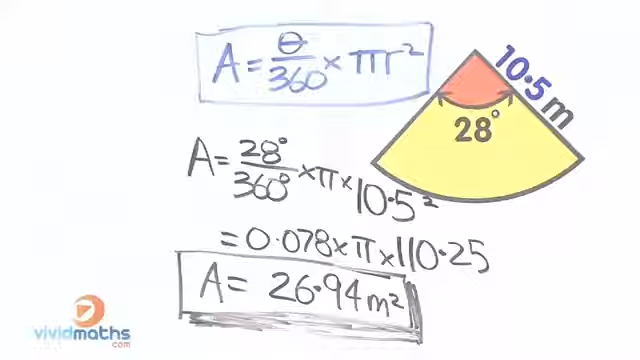 A = θ/360 × πr²
10.5 m
28°
A = 28°/360° × π × 10.5²
= 0.078 × π × 110.25
A = 26.94 m²
vividmaths
.com